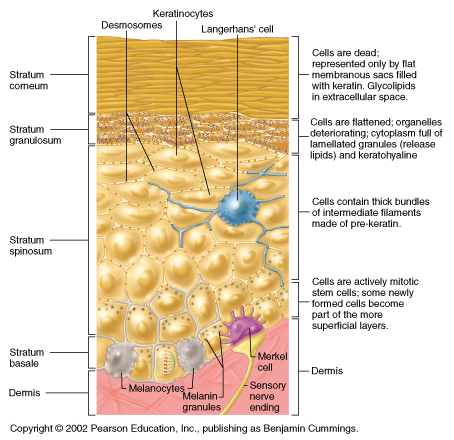 Keratinocytes
Desmosomes
Langerhans' cell
Stratum
corneum
Cells are dead;
represented only by flat
membranous sacs filled
with keratin. Glycolipids
in extracellular space.
Stratum
granulosum
Cells are flattened; organelles
deteriorating; cytoplasm full of
lamellated granules (release
lipids) and keratohyaline
Stratum
spinosum
Cells contain thick bundles
of intermediate filaments
made of pre-keratin.
Cells are actively mitotic
stem cells; some newly
formed cells become
part of the more
superficial layers.
Stratum
basale
Dermis
Melanocytes
Melanin
granules
Merkel
cell
Sensory
nerve
ending
Dermis
Copyright © 2002 Pearson Education, Inc., publishing as Benjamin Cummings.